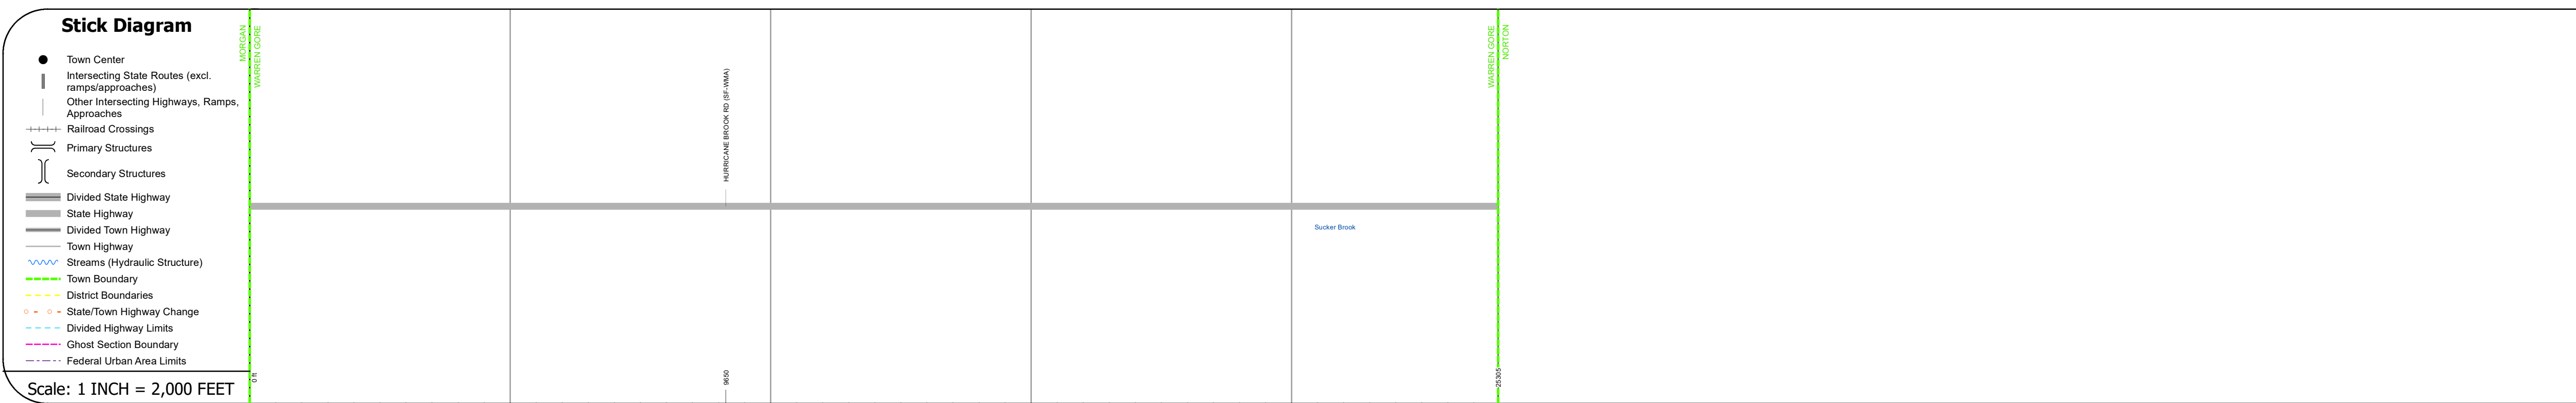 Stick Diagram
Town Center
Intersecting State Routes (excl.
ramps/approaches)
Other Intersecting Highways, Ramps,
Approaches
Railroad Crossings
Primary Structures
Secondary Structures
Divided State Highway
State Highway
Divided Town Highway
Town Highway
Streams (Hydraulic Structure)
Town Boundary
District Boundaries
State/Town Highway Change
Divided Highway Limits
Ghost Section Boundary
Federal Urban Area Limits
Scale: 1 INCH = 2,000 FEET
MORGAN
WARREN GORE
0 ft
HURRICANE BROOK RD (SF-WMA)
9650
Sucker Brook
WARREN GORE
NORTON
25305